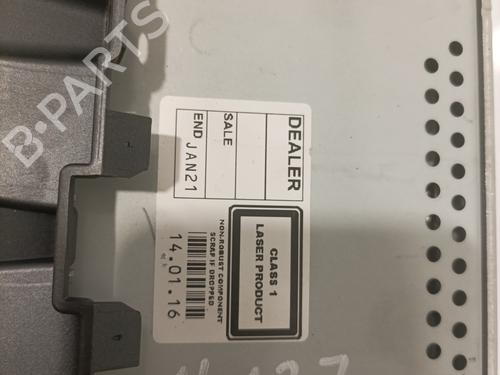 B-PARTS
DEALER
SALE
END JAN21
CLASS 1
LASER PRODUCT
NON-ROBUST COMPONENT
SCRAP IF DROPPED
14.01.16